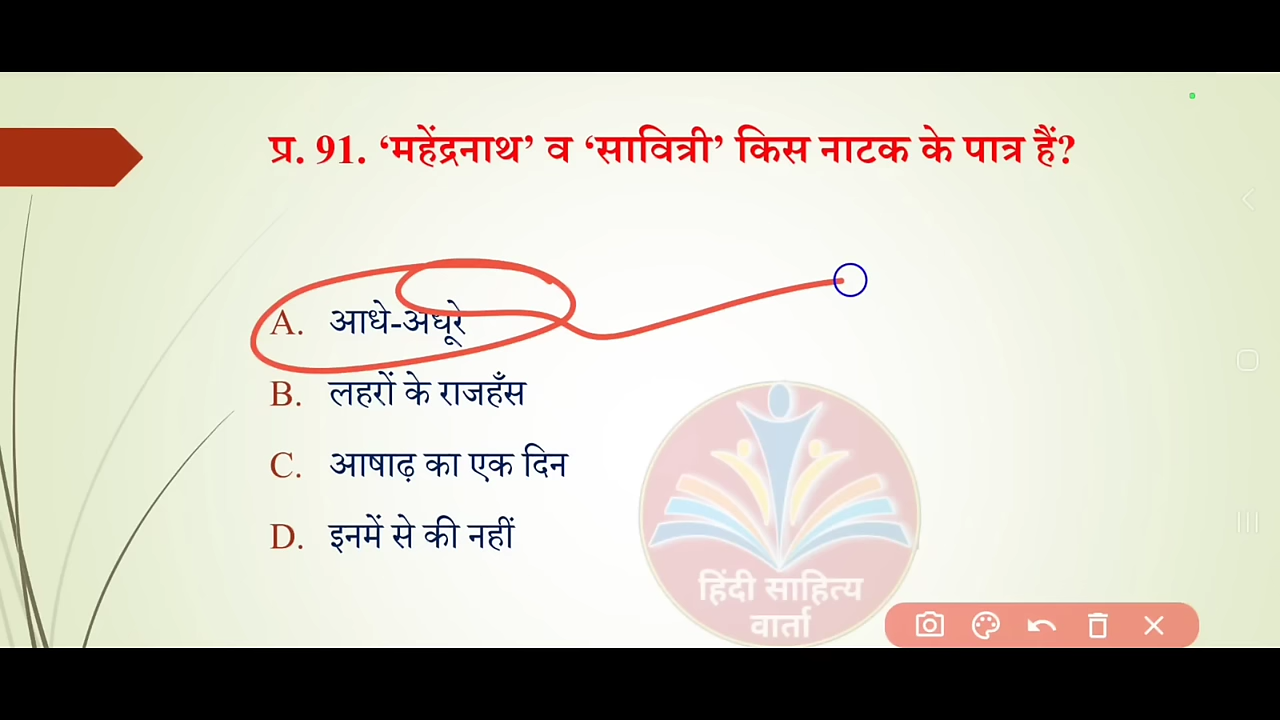 प्र. 91. ‘महेंद्रनाथ’ व ‘सावित्री’ किस नाटक के पात्र हैं?
A. आधे-अधूरे
B. लहरों के राजहँस
C. आषाढ़ का एक दिन
D. इनमें से की नहीं
हिंदी साहित्य
वार्ता